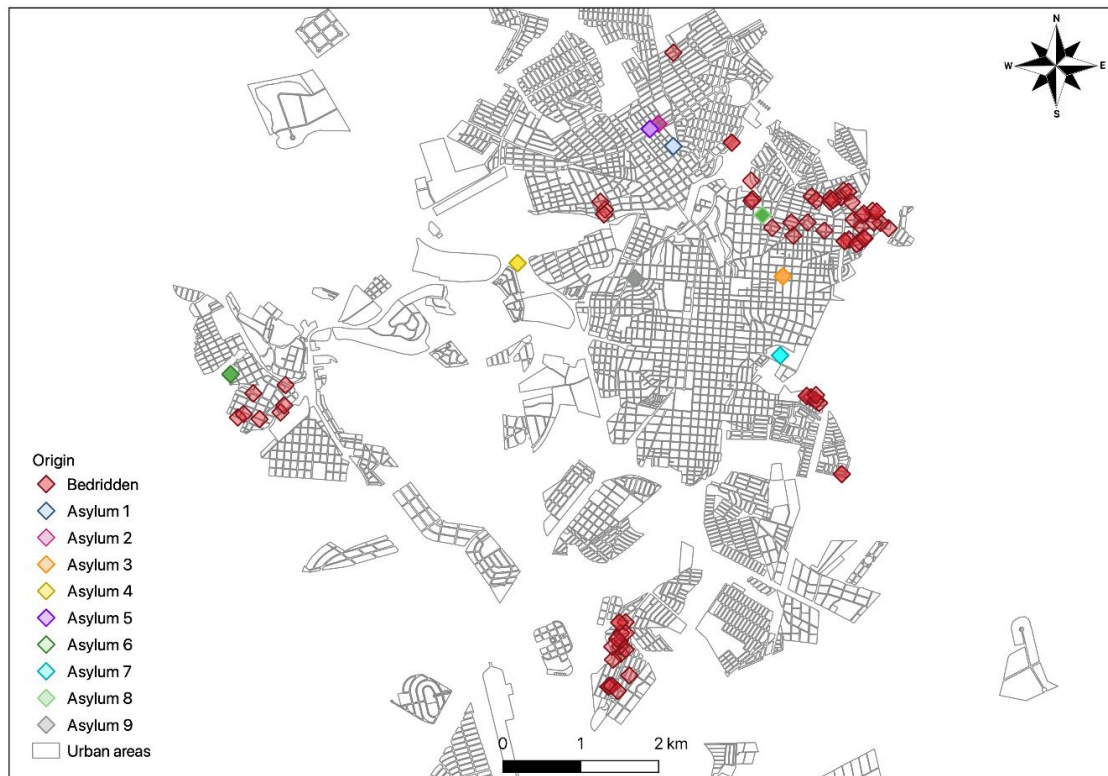 N
W
E
S
Origin
Bedridden
Asylum 1
Asylum 2
Asylum 3
Asylum 4
Asylum 5
Asylum 6
Asylum 7
Asylum 8
Asylum 9
Urban areas
0 1 2 km